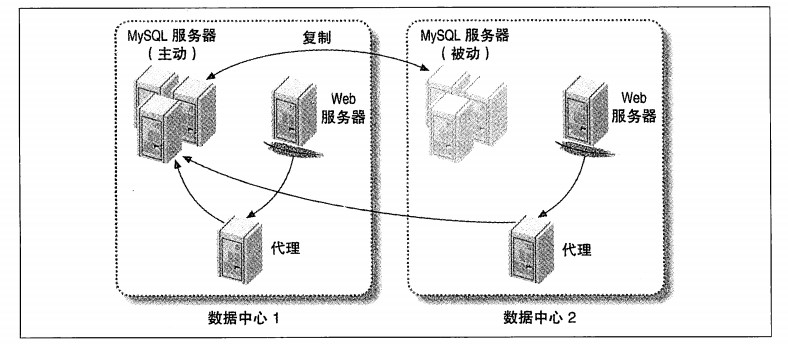 MySQL 服务器
（主动）
复制
MySQL 服务器
（被动）
Web
服务器
Web
服务器
代理
代理
数据中心 1
数据中心 2